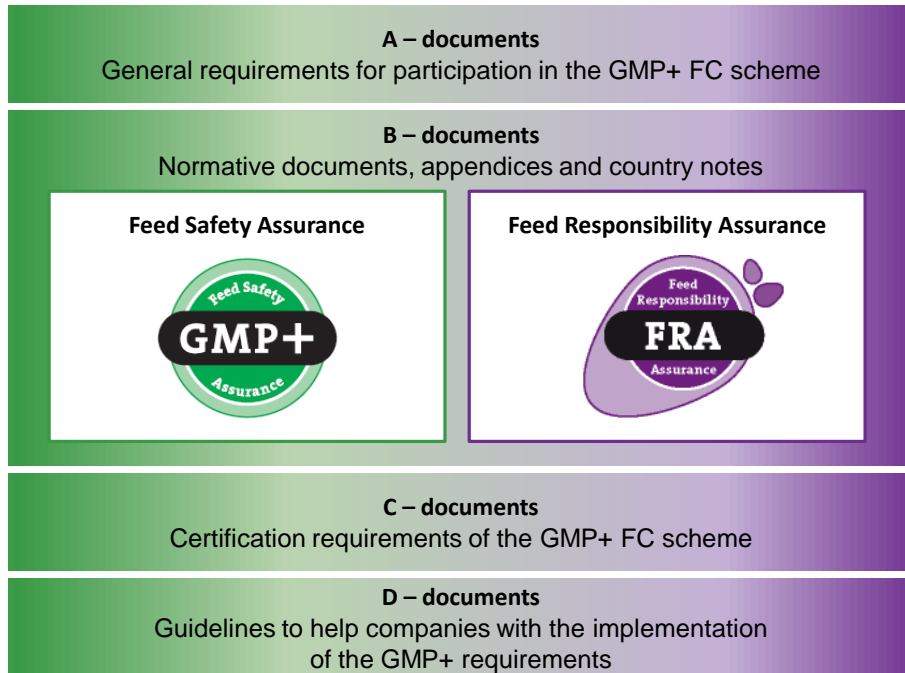 A – documents
General requirements for participation in the GMP+ FC scheme
B – documents
Normative documents, appendices and country notes
Feed Safety Assurance
Feed Safety
GMP+
Assurance
Feed Responsibility Assurance
Feed
Responsibility
FRA
Assurance
C – documents
Certification requirements of the GMP+ FC scheme
D – documents
Guidelines to help companies with the implementation
of the GMP+ requirements